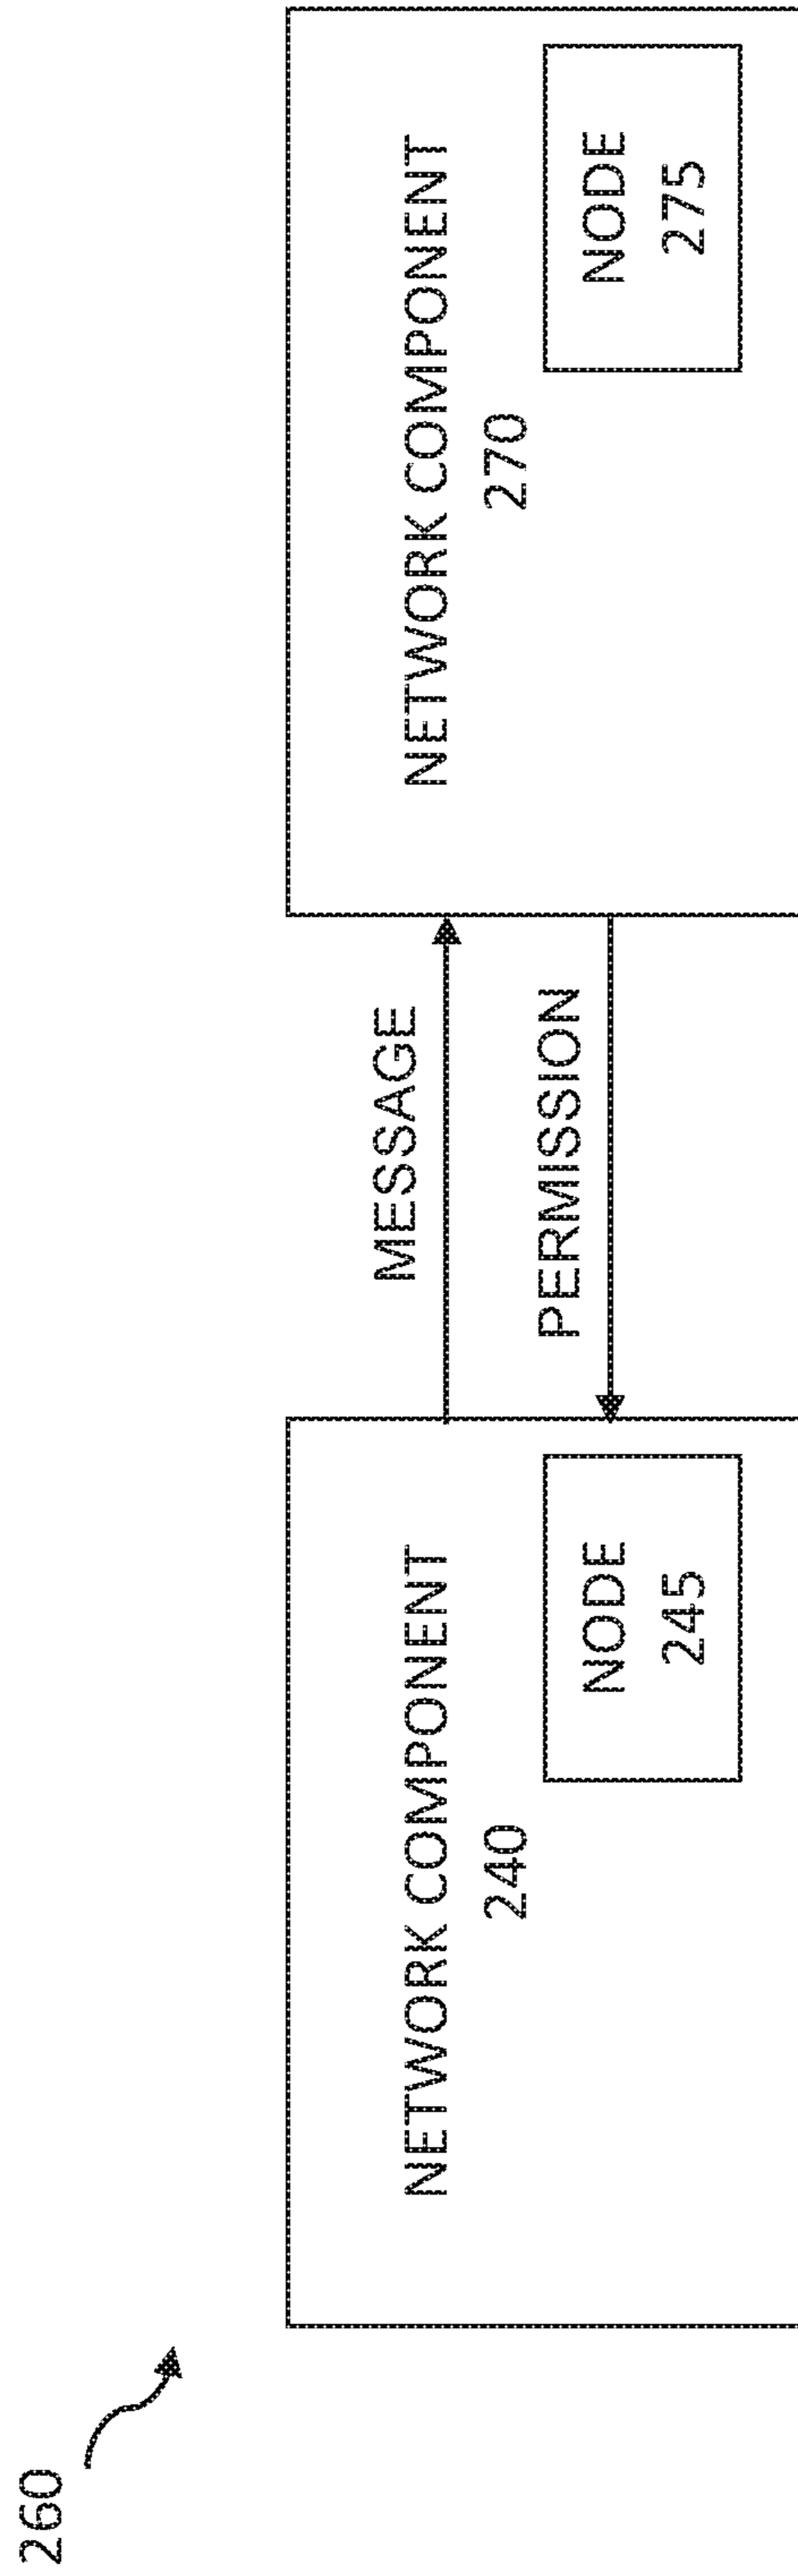 260
NETWORK COMPONENT
240
NODE
245
MESSAGE
PERMISSION
NETWORK COMPONENT
270
NODE
275